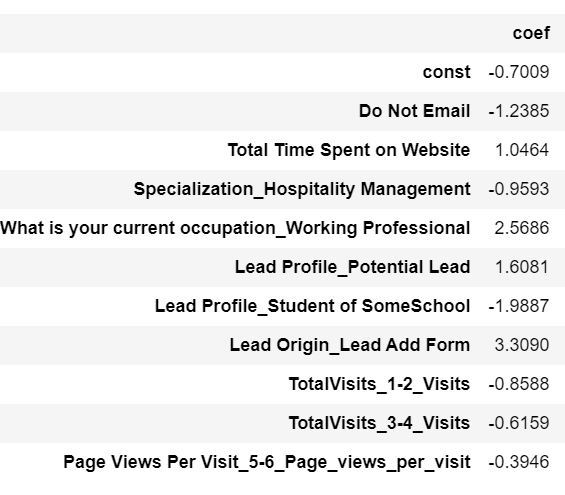 coef
const -0.7009
Do Not Email -1.2385
Total Time Spent on Website 1.0464
Specialization_Hospitality Management -0.9593
What is your current occupation_Working Professional 2.5686
Lead Profile_Potential Lead 1.6081
Lead Profile_Student of SomeSchool -1.9887
Lead Origin_Lead Add Form 3.3090
TotalVisits_1-2_Visits -0.8588
TotalVisits_3-4_Visits -0.6159
Page Views Per Visit_5-6_Page_views_per_visit -0.3946